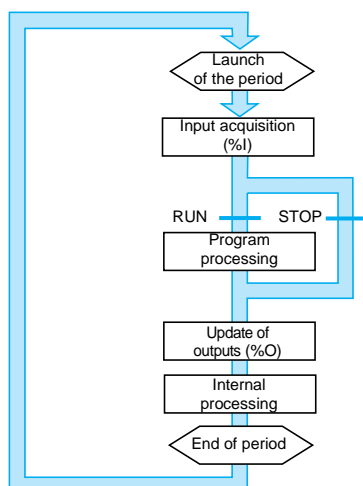 Launch
of the period
Input acquisition
(%I)
RUN
STOP
Program
processing
Update of
outputs (%O)
Internal
processing
End of period